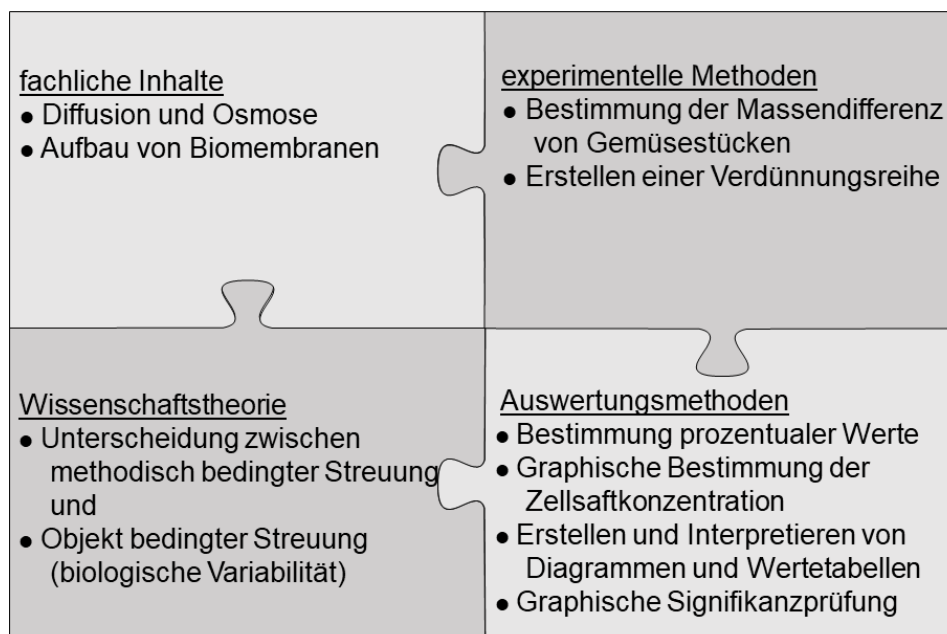 fachliche Inhalte
● Diffusion und Osmose
● Aufbau von Biomembranen
experimentelle Methoden
● Bestimmung der Massendifferenz
von Gemüsestücken
● Erstellen einer Verdünnungsreihe
Wissenschaftstheorie
● Unterscheidung zwischen
methodisch bedingter Streuung
und
● Objekt bedingter Streuung
(biologische Variabilität)
Auswertungsmethoden
● Bestimmung prozentualer Werte
● Graphische Bestimmung der
Zellsaftkonzentration
● Erstellen und Interpretieren von
Diagrammen und Wertetabellen
● Graphische Signifikanzprüfung